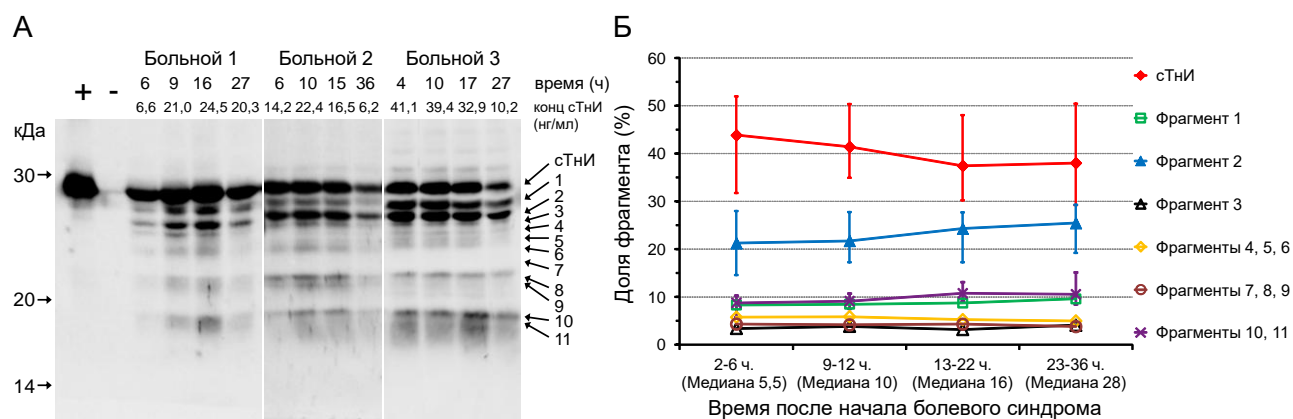 А
Больной 1 Больной 2 Больной 3
6 9 16 27 6 10 15 36 4 10 17 27 время (ч)
+ - 6,6 21,0 24,5 20,3 14,2 22,4 16,5 6,2 41,1 39,4 32,9 10,2 конц сТнИ
(нг/мл)
кДа
30
20
14
сТнИ
1
2
3
4
5
6
7
8
9
10
11
Б
Доля фрагмента (%)
60
50
40
30
20
10
0
2-6 ч. 9-12 ч. 13-22 ч. 23-36 ч.
(Медиана 5,5) (Медиана 10) (Медиана 16) (Медиана 28)
Время после начала болевого синдрома
сТнИ
Фрагмент 1
Фрагмент 2
Фрагмент 3
Фрагменты 4, 5, 6
Фрагменты 7, 8, 9
Фрагменты 10, 11